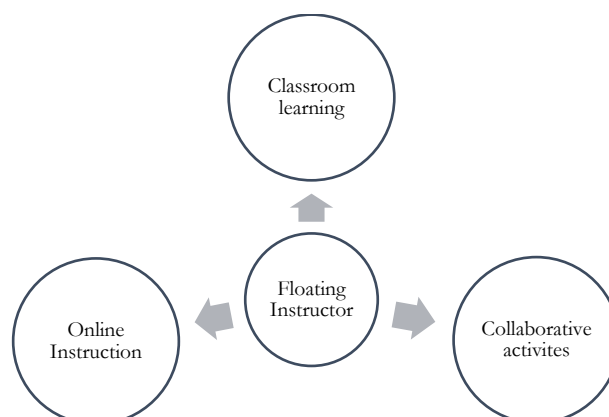 Classroom
learning
Floating
Instructor
Online
Instruction
Collaborative
activites